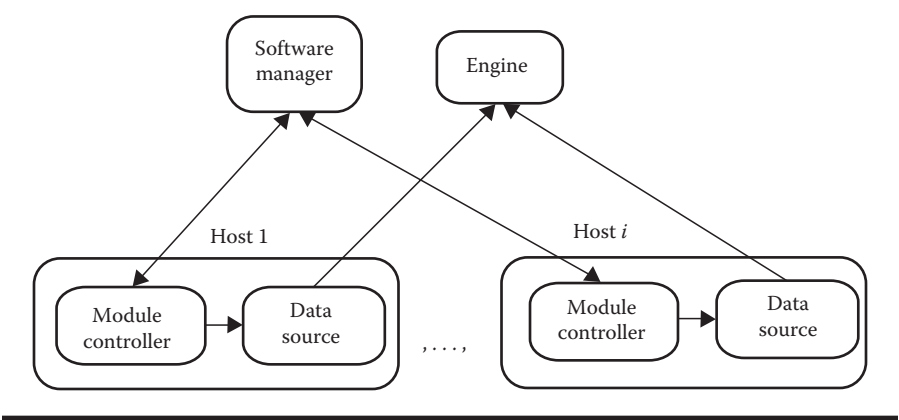 Software
manager
Engine
Host 1
Host i
Module
controller
Data
source
, . . . . ,
Module
controller
Data
source